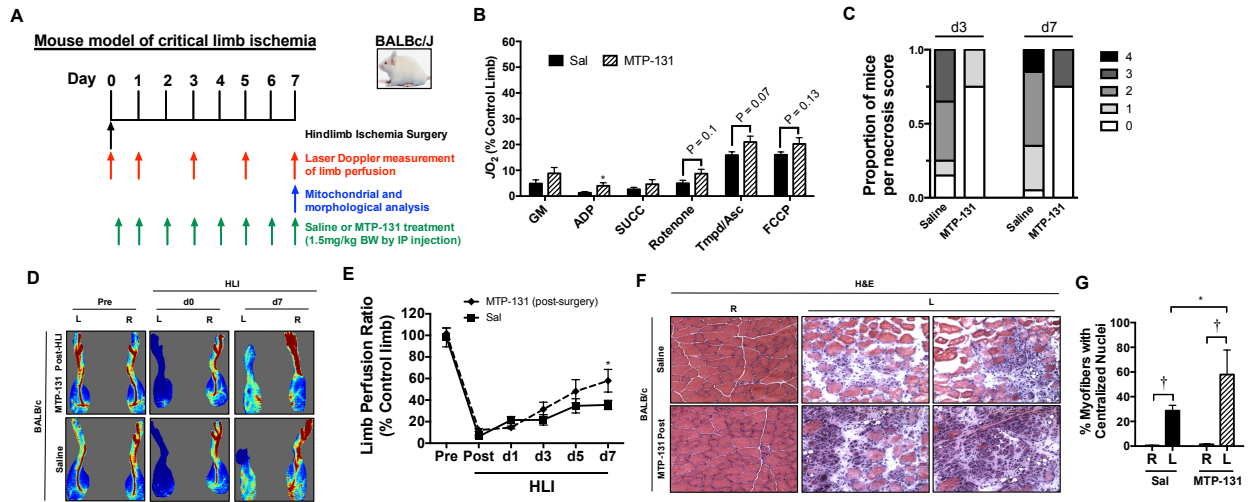 A
Mouse model of critical limb ischemia
BALBc/J
Day 0 1 2 3 4 5 6 7
Hindlimb Ischemia Surgery
Laser Doppler measurement
of limb perfusion
Mitochondrial and
morphological analysis
Saline or MTP-131 treatment
(1.5mg/kg BW by IP injection)
B
JO2 (% Control Limb)
60
50
40
30
20
10
0
Sal MTP-131
*
P = 0.1
P = 0.07
P = 0.13
GM ADP SUCC Rotenone Tmpd/Asc FCCP
C
Proportion of mice
per necrosis score
d3 d7
1.0
0.5
0.0
Saline MTP-131 Saline MTP-131
4
3
2
1
0
D
HLI
Pre d0 d7
L R L R L R
BALB/c
MTP-131 Post-HLI
Saline
E
Limb Perfusion Ratio
(% Control limb)
MTP-131 (post-surgery)
Sal
120
100
80
60
40
20
0
*
Pre Post d1 d3 d5 d7
HLI
F
H&E
R L
BALB/c
Saline
MTP-131 Post
G
% Myofibers with
Centralized Nuclei
100
80
60
40
20
0
*
†
†
R L R L
Sal MTP-131